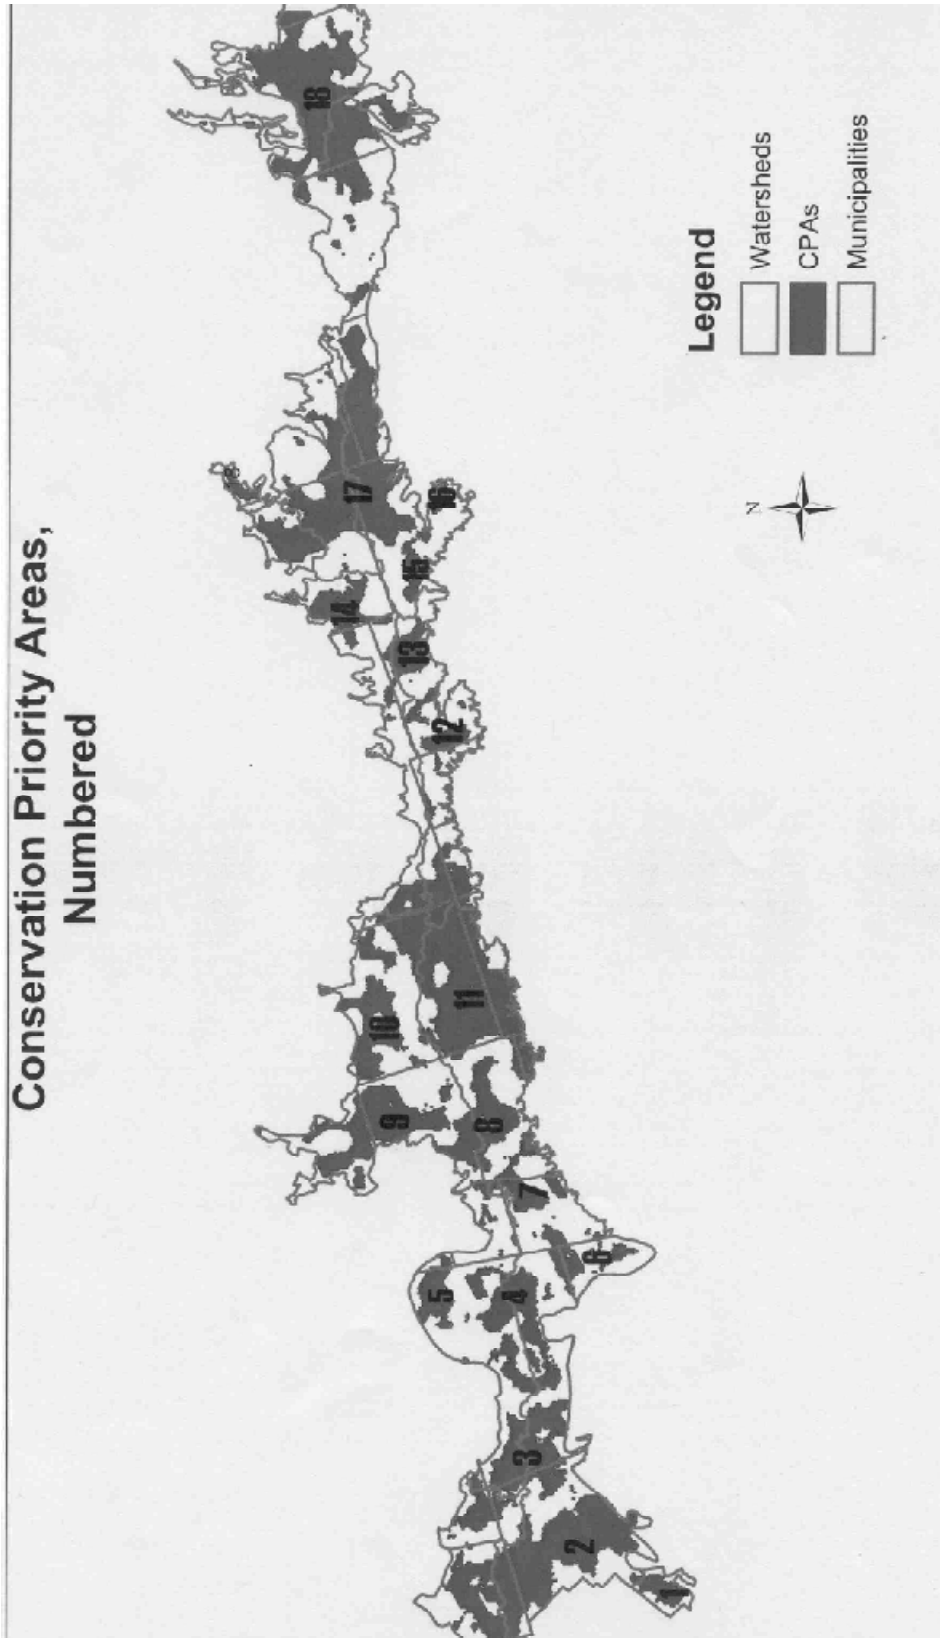 Conservation Priority Areas,
Numbered
1
2
3
4
5
6
7
8
9
10
11
12
13
14
15
16
17
18
N
Legend
Watersheds
CPAs
Municipalities